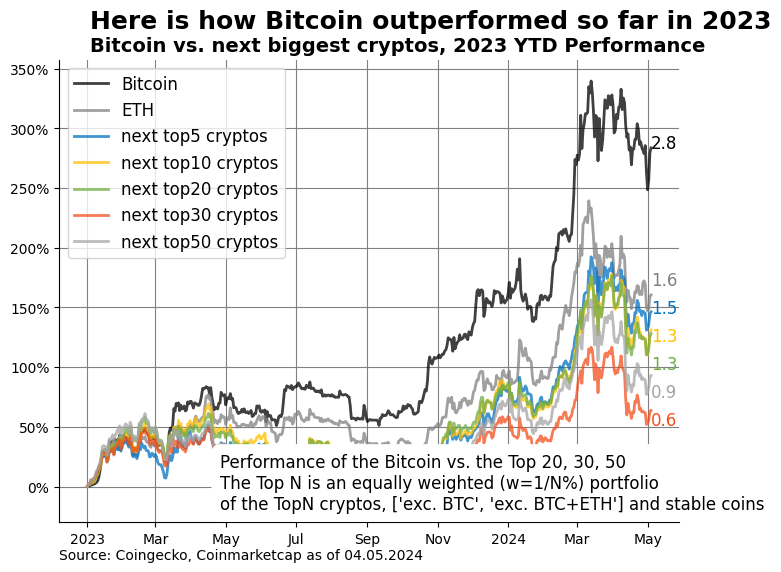 Here is how Bitcoin outperformed so far in 2023
Bitcoin vs. next biggest cryptos, 2023 YTD Performance
350%
300%
250%
200%
150%
100%
50%
0%
Bitcoin
ETH
next top5 cryptos
next top10 cryptos
next top20 cryptos
next top30 cryptos
next top50 cryptos
2.8
1.6
1.5
1.3
1.3
0.9
0.6
Performance of the Bitcoin vs. the Top 20, 30, 50
The Top N is an equally weighted (w=1/N%) portfolio
of the TopN cryptos, ['exc. BTC', 'exc. BTC+ETH'] and stable coins
2023 Mar May Jul Sep Nov 2024 Mar May
Source: Coingecko, Coinmarketcap as of 04.05.2024